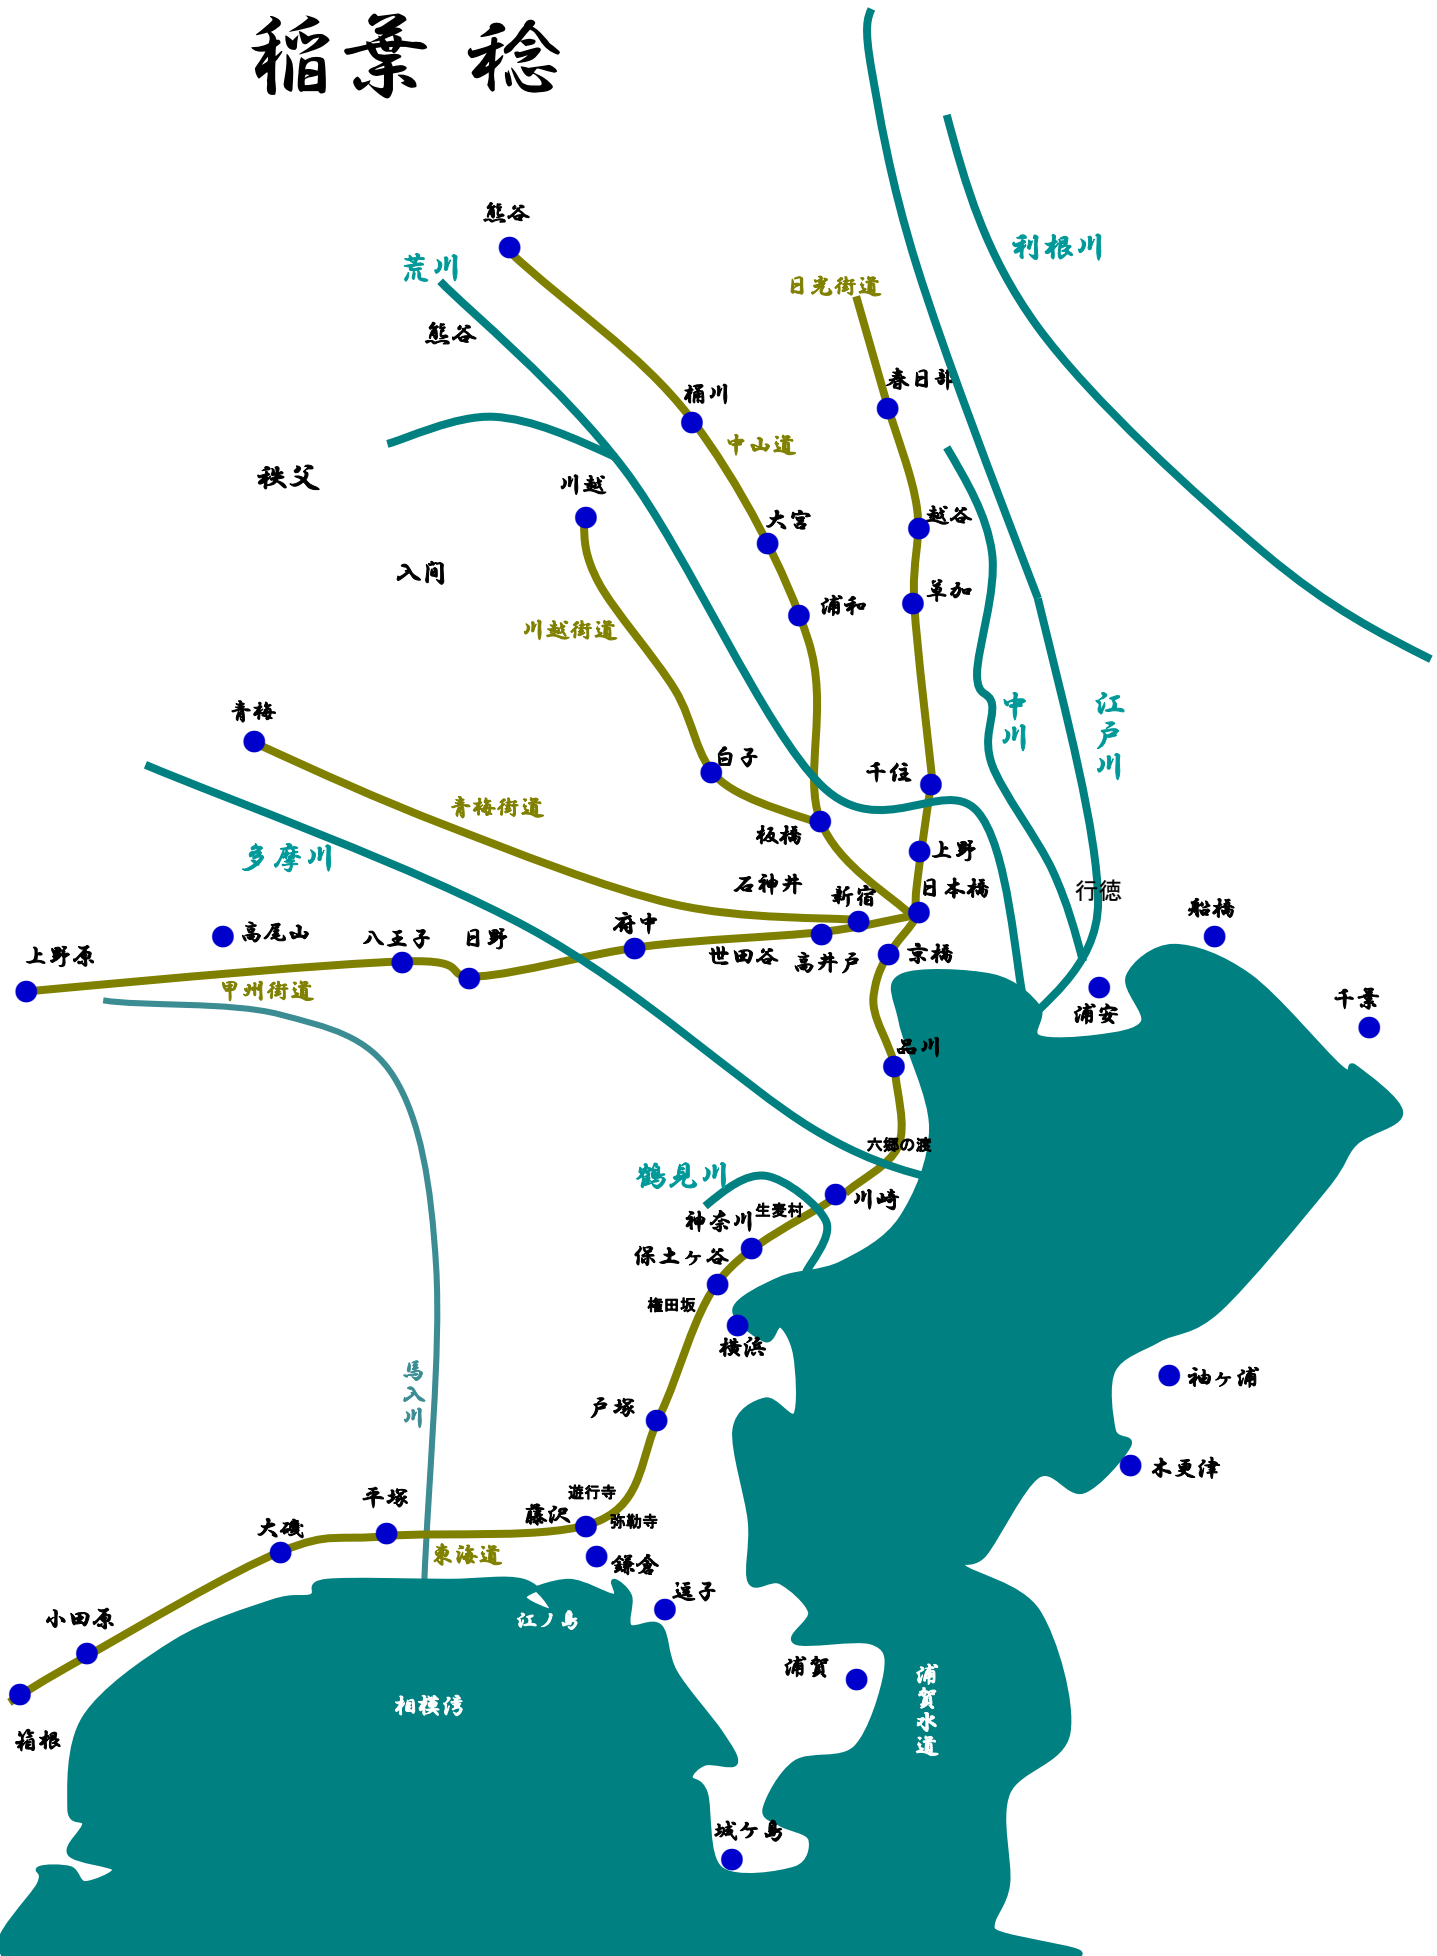 稲葉 稔
熊谷
利根川
荒川
日光街道
熊谷
春日部
桶川
中山道
秩父
川越
大宮
越谷
入間
草加
浦和
川越街道
青梅
中川
江戸川
白子
千住
青梅街道
板橋
多摩川
上野
石神井
新宿
日本橋
行徳
船橋
高尾山
八王子
日野
府中
上野原
世田谷
高井戸
京橋
甲州街道
浦安
千葉
品川
六郷の渡
鶴見川
川崎
生麦村
神奈川
保土ヶ谷
権田坂
横浜
馬入川
袖ヶ浦
戸塚
木更津
遊行寺
平塚
藤沢
弥勒寺
大磯
東海道
鎌倉
逗子
小田原
江ノ島
浦賀
浦賀水道
相模湾
箱根
城ケ島